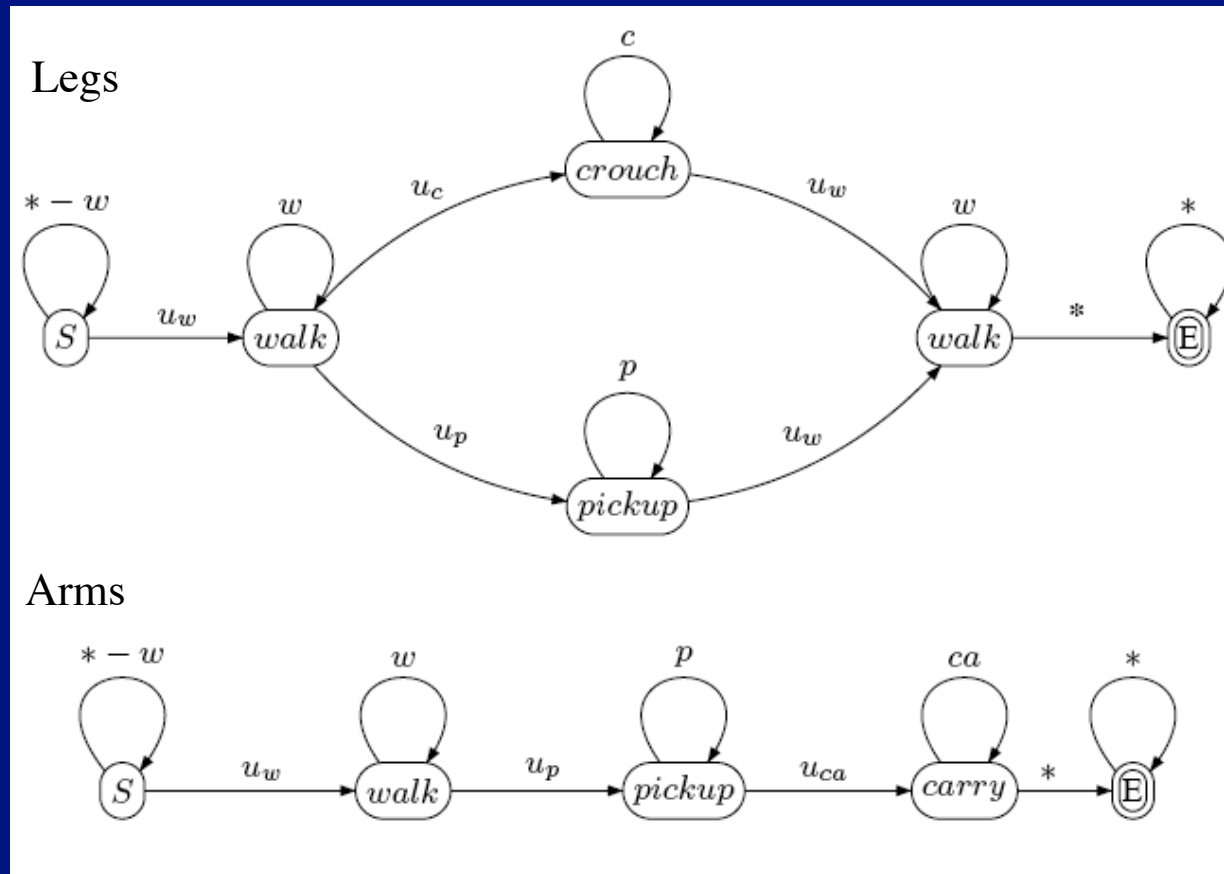 Legs
c
crouch
u_c u_w
* − w w w *
S u_w walk walk * E
p
u_p u_w
pickup
Arms
* − w w p ca *
S u_w walk u_p pickup u_ca carry * E